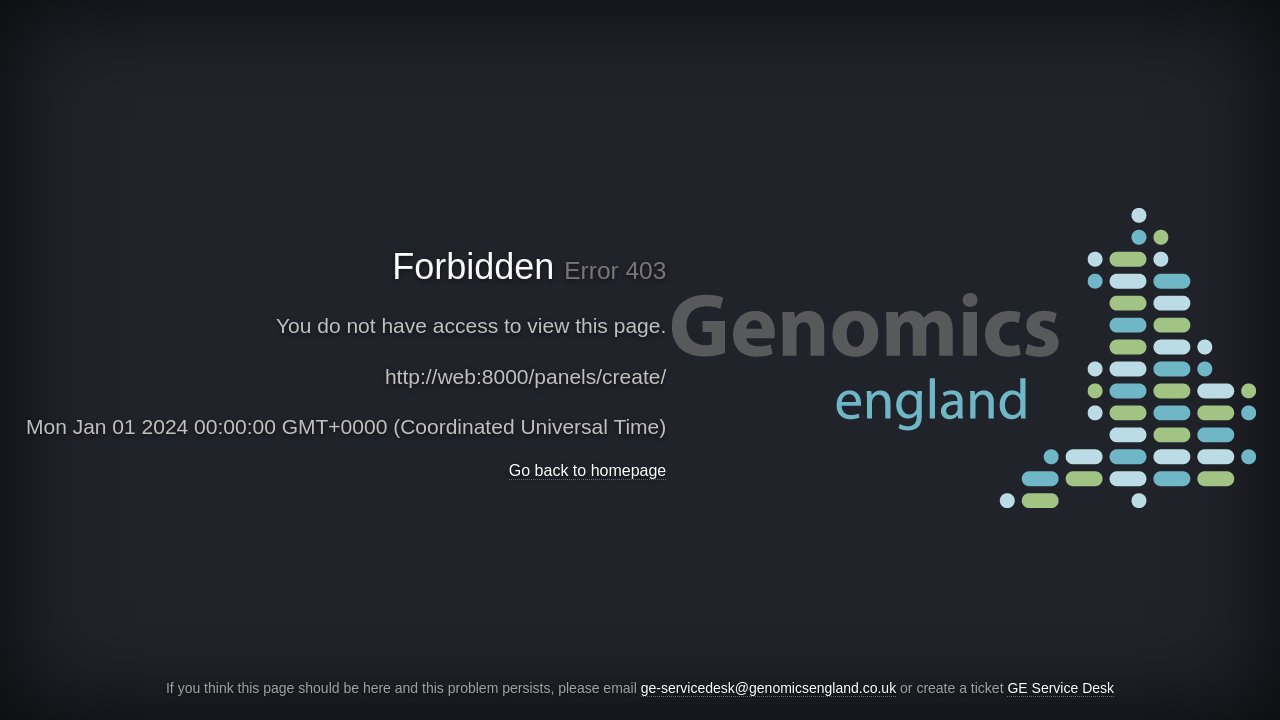 Forbidden Error 403
You do not have access to view this page.
http://web:8000/panels/create/
Mon Jan 01 2024 00:00:00 GMT+0000 (Coordinated Universal Time)
Go back to homepage
Genomics
england
If you think this page should be here and this problem persists, please email ge-servicedesk@genomicsengland.co.uk or create a ticket GE Service Desk